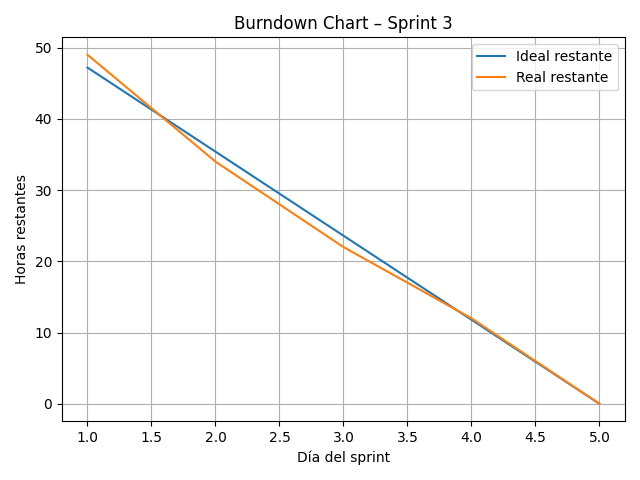 Burndown Chart – Sprint 3
Ideal restante
Real restante
Horas restantes
50
40
30
20
10
0
1.0 1.5 2.0 2.5 3.0 3.5 4.0 4.5 5.0
Día del sprint